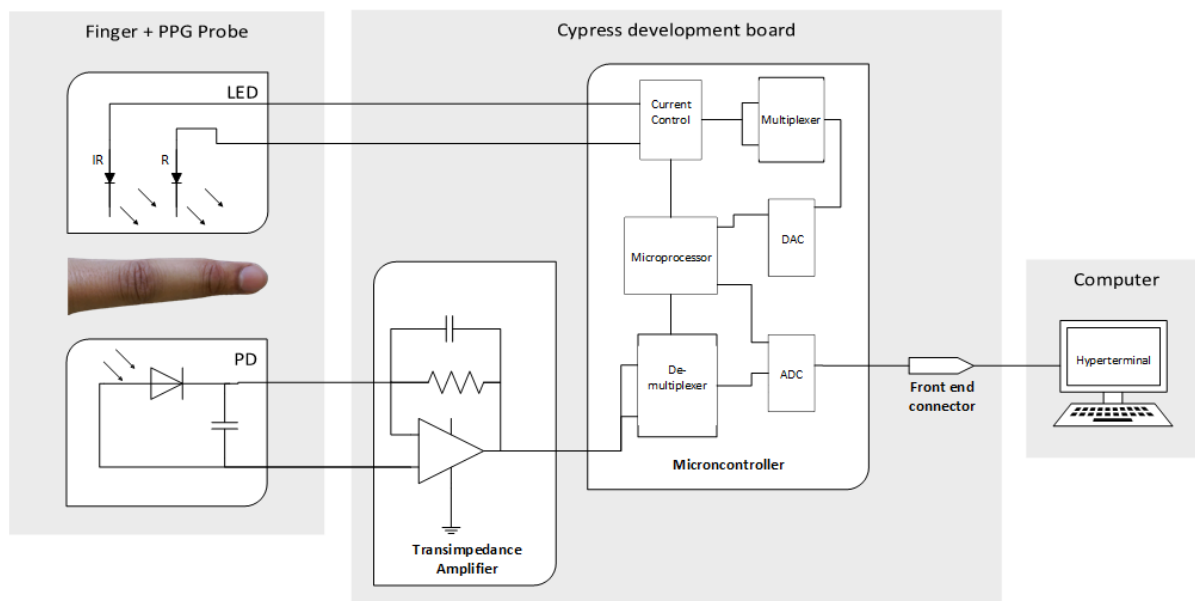 Finger + PPG Probe
LED
IR
R
PD
Cypress development board
Current
Control
Multiplexer
Microprocessor
DAC
De-
multiplexer
ADC
Microncontroller
Transimpedance
Amplifier
Front end
connector
Computer
Hyperterminal